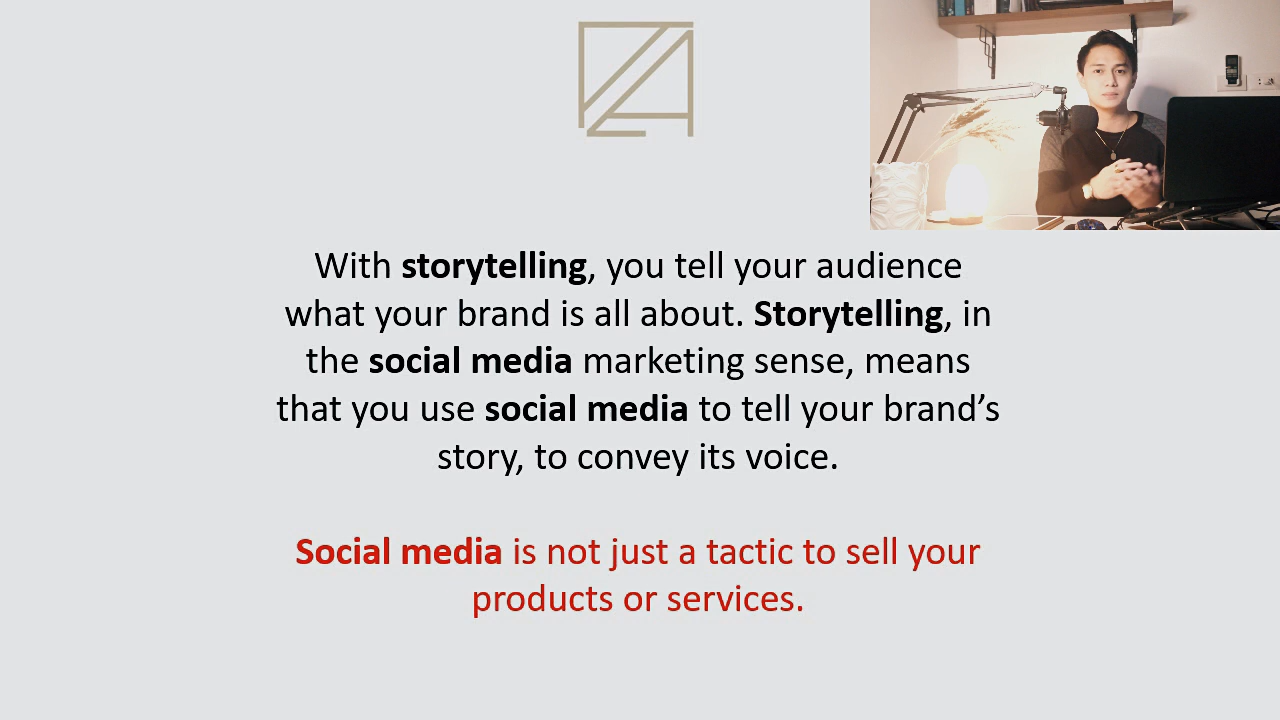 With storytelling, you tell your audience
what your brand is all about. Storytelling, in
the social media marketing sense, means
that you use social media to tell your brand’s
story, to convey its voice.
Social media is not just a tactic to sell your
products or services.